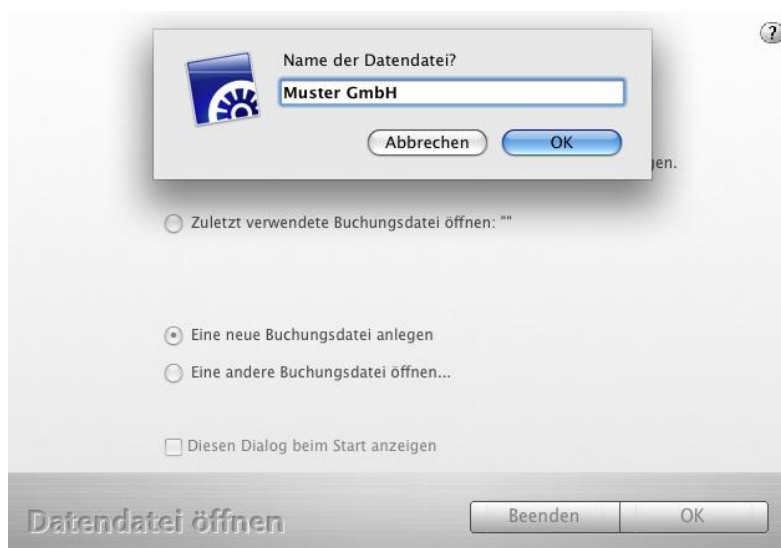 ?
Name der Datendatei?
Muster GmbH
Abbrechen OK
gen.
Zuletzt verwendete Buchungsdatei öffnen: ""
Eine neue Buchungsdatei anlegen
Eine andere Buchungsdatei öffnen...
Diesen Dialog beim Start anzeigen
Datendatei öffnen Beenden OK